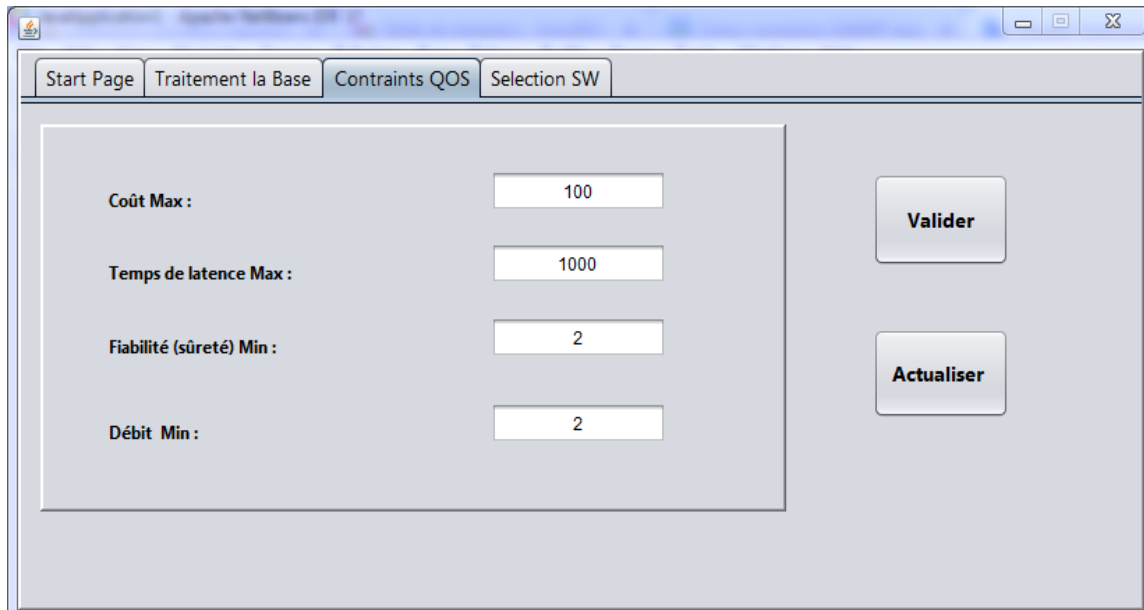 Start Page
Traitement la Base
Contraints QOS
Selection SW
Coût Max :
100
Temps de latence Max :
1000
Fiabilité (sûreté) Min :
2
Débit Min :
2
Valider
Actualiser